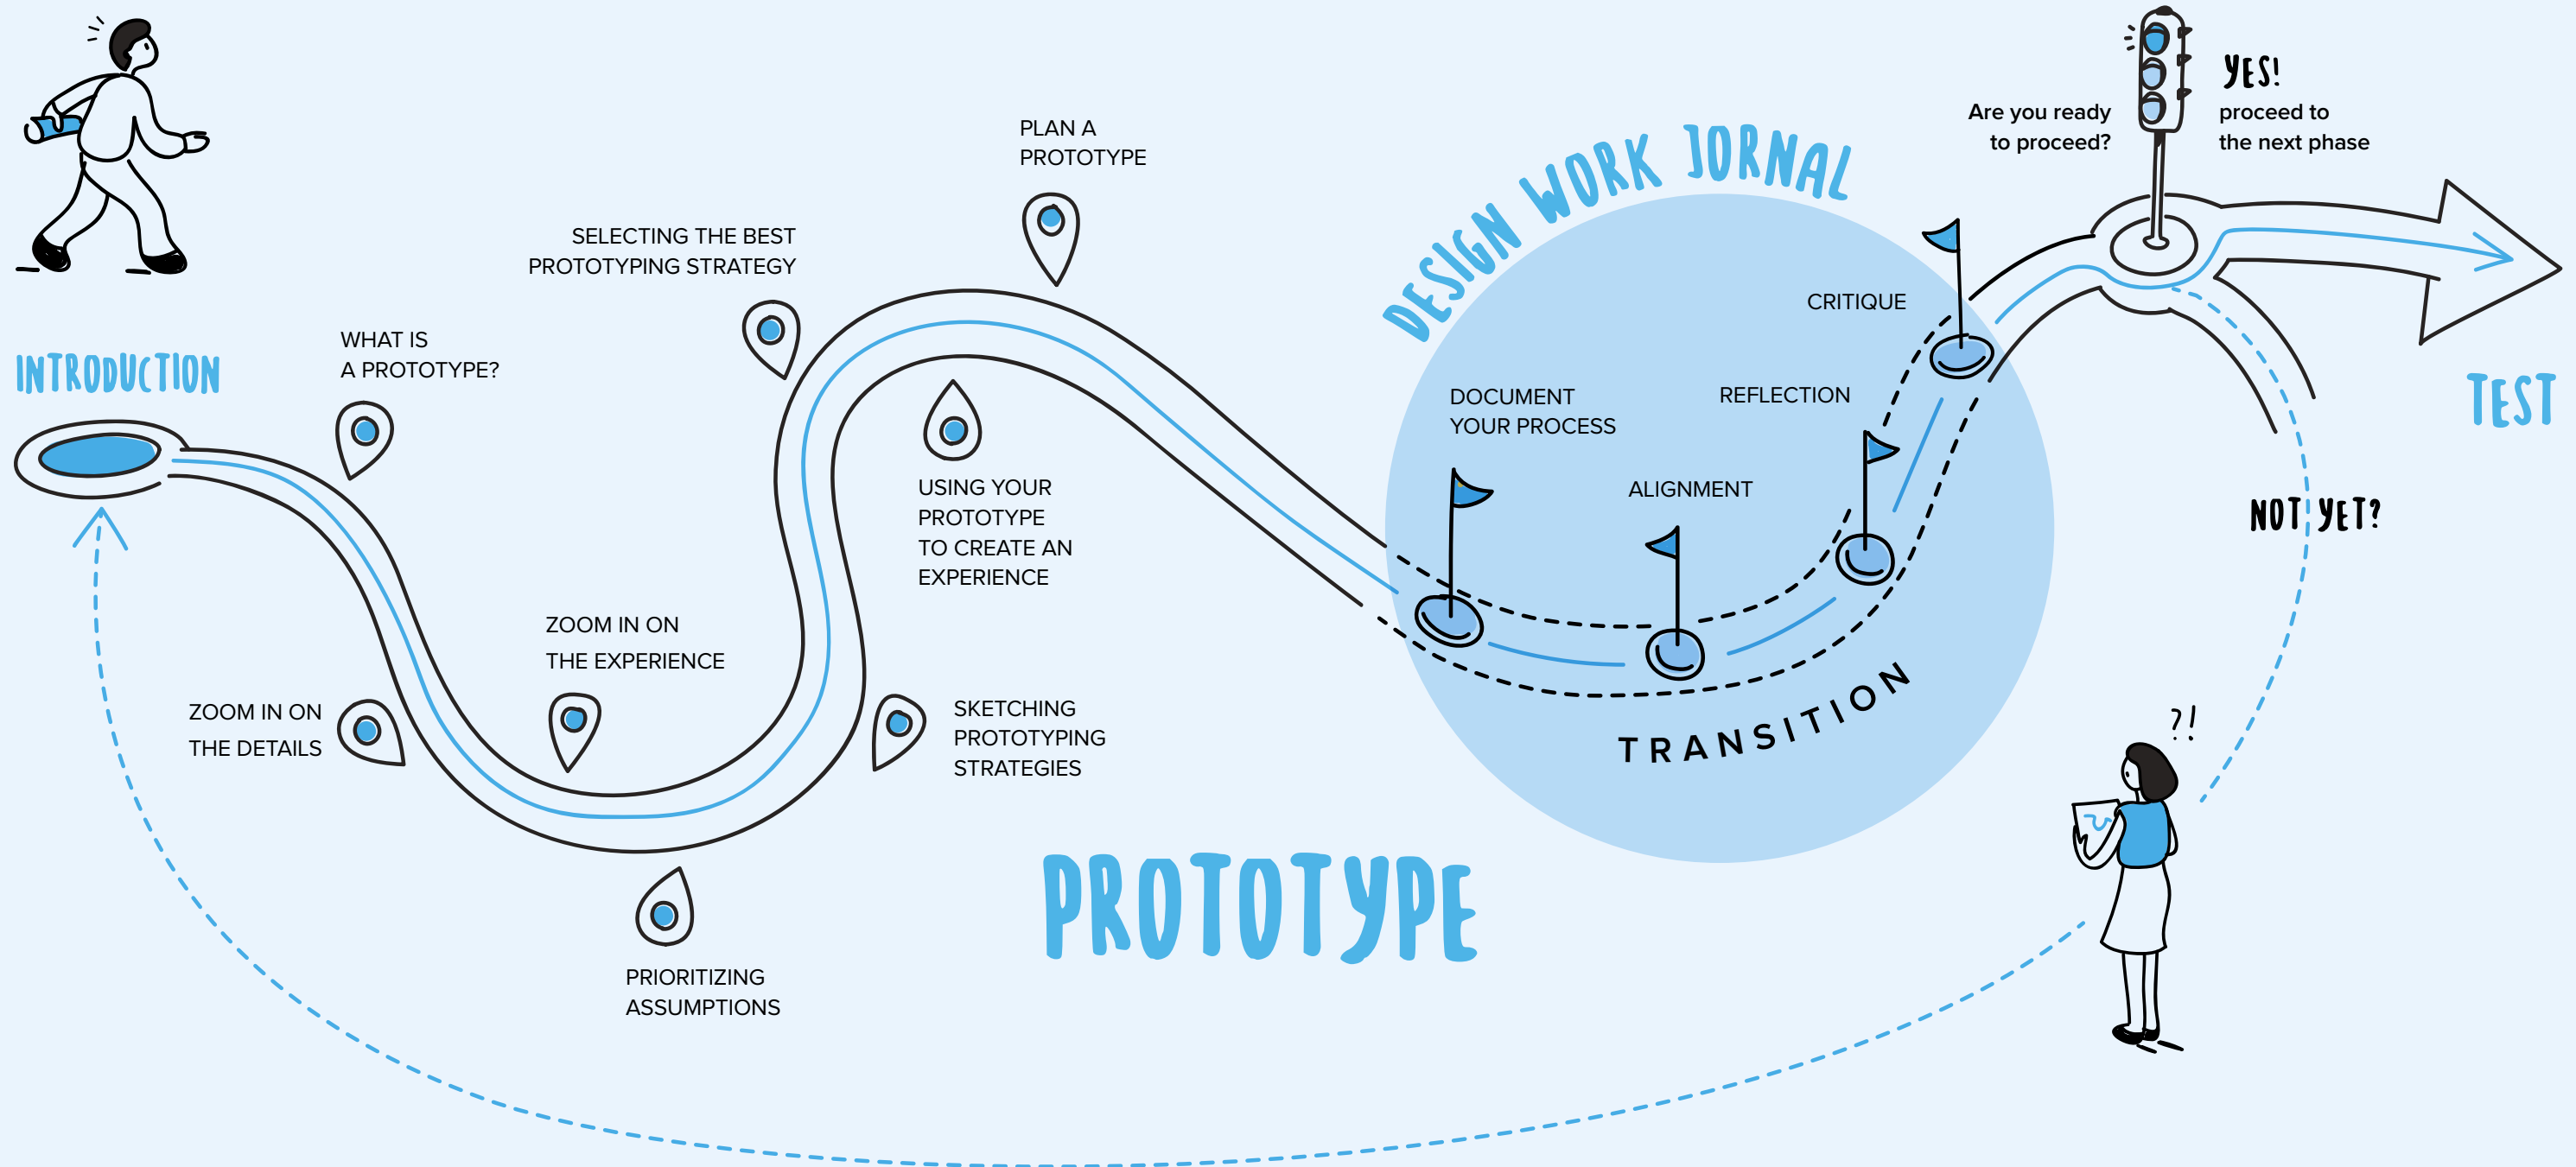 INTRODUCTION
WHAT IS
A PROTOTYPE?
ZOOM IN ON
THE DETAILS
ZOOM IN ON
THE EXPERIENCE
PRIORITIZING
ASSUMPTIONS
SKETCHING
PROTOTYPING
STRATEGIES
SELECTING THE BEST
PROTOTYPING STRATEGY
USING YOUR
PROTOTYPE
TO CREATE AN
EXPERIENCE
PLAN A
PROTOTYPE
PROTOTYPE
DESIGN WORK JORNAL
DOCUMENT
YOUR PROCESS
ALIGNMENT
REFLECTION
CRITIQUE
TRANSITION
Are you ready
to proceed?
YES!
proceed to
the next phase
TEST
NOT YET?
?!